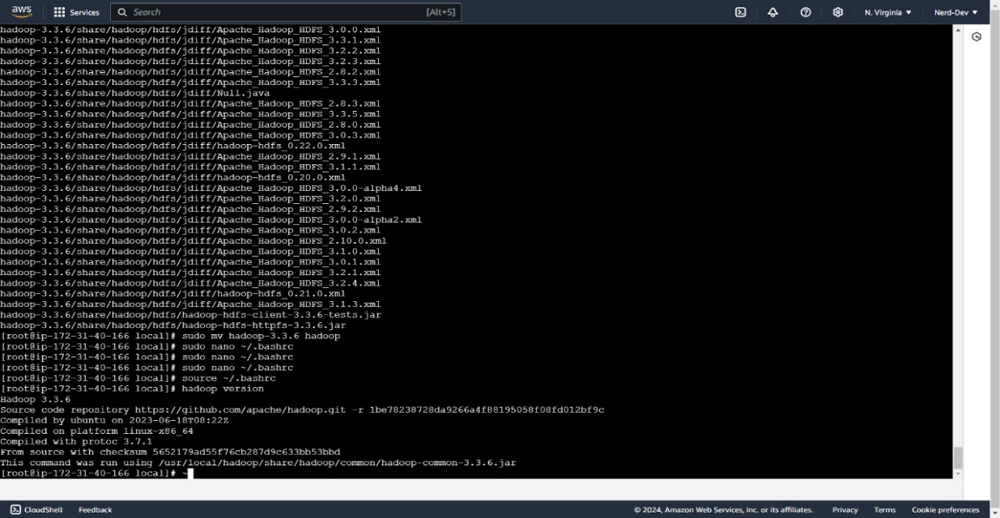 aws
Services
Search
[Alt+S]
N. Virginia
Nerd-Dev
hadoop-3.3.6/share/hadoop/hdfs/jdiff/Apache_Hadoop_HDFS_3.0.0.xml
hadoop-3.3.6/share/hadoop/hdfs/jdiff/Apache_Hadoop_HDFS_3.3.1.xml
hadoop-3.3.6/share/hadoop/hdfs/jdiff/Apache_Hadoop_HDFS_3.2.2.xml
hadoop-3.3.6/share/hadoop/hdfs/jdiff/Apache_Hadoop_HDFS_3.2.3.xml
hadoop-3.3.6/share/hadoop/hdfs/jdiff/Apache_Hadoop_HDFS_2.8.2.xml
hadoop-3.3.6/share/hadoop/hdfs/jdiff/Apache_Hadoop_HDFS_3.3.3.xml
hadoop-3.3.6/share/hadoop/hdfs/jdiff/Null.java
hadoop-3.3.6/share/hadoop/hdfs/jdiff/Apache_Hadoop_HDFS_2.8.3.xml
hadoop-3.3.6/share/hadoop/hdfs/jdiff/Apache_Hadoop_HDFS_3.3.5.xml
hadoop-3.3.6/share/hadoop/hdfs/jdiff/Apache_Hadoop_HDFS_2.8.0.xml
hadoop-3.3.6/share/hadoop/hdfs/jdiff/Apache_Hadoop_HDFS_3.0.3.xml
hadoop-3.3.6/share/hadoop/hdfs/jdiff/hadoop-hdfs_0.22.0.xml
hadoop-3.3.6/share/hadoop/hdfs/jdiff/Apache_Hadoop_HDFS_2.9.1.xml
hadoop-3.3.6/share/hadoop/hdfs/jdiff/Apache_Hadoop_HDFS_3.1.1.xml
hadoop-3.3.6/share/hadoop/hdfs/jdiff/hadoop-hdfs_0.20.0.xml
hadoop-3.3.6/share/hadoop/hdfs/jdiff/Apache_Hadoop_HDFS_3.0.0-alpha4.xml
hadoop-3.3.6/share/hadoop/hdfs/jdiff/Apache_Hadoop_HDFS_3.2.0.xml
hadoop-3.3.6/share/hadoop/hdfs/jdiff/Apache_Hadoop_HDFS_2.9.2.xml
hadoop-3.3.6/share/hadoop/hdfs/jdiff/Apache_Hadoop_HDFS_3.0.0-alpha2.xml
hadoop-3.3.6/share/hadoop/hdfs/jdiff/Apache_Hadoop_HDFS_3.0.2.xml
hadoop-3.3.6/share/hadoop/hdfs/jdiff/Apache_Hadoop_HDFS_2.10.0.xml
hadoop-3.3.6/share/hadoop/hdfs/jdiff/Apache_Hadoop_HDFS_3.1.0.xml
hadoop-3.3.6/share/hadoop/hdfs/jdiff/Apache_Hadoop_HDFS_3.0.1.xml
hadoop-3.3.6/share/hadoop/hdfs/jdiff/Apache_Hadoop_HDFS_3.2.1.xml
hadoop-3.3.6/share/hadoop/hdfs/jdiff/Apache_Hadoop_HDFS_3.2.4.xml
hadoop-3.3.6/share/hadoop/hdfs/jdiff/hadoop-hdfs_0.21.0.xml
hadoop-3.3.6/share/hadoop/hdfs/jdiff/Apache_Hadoop_HDFS_3.1.3.xml
hadoop-3.3.6/share/hadoop/hdfs/hadoop-hdfs-client-3.3.6-tests.jar
hadoop-3.3.6/share/hadoop/hdfs/hadoop-hdfs-httpfs-3.3.6.jar
[root@ip-172-31-40-166 local]# sudo mv hadoop-3.3.6 hadoop
[root@ip-172-31-40-166 local]# sudo nano ~/.bashrc
[root@ip-172-31-40-166 local]# sudo nano ~/.bashrc
[root@ip-172-31-40-166 local]# sudo nano ~/.bashrc
[root@ip-172-31-40-166 local]# source ~/.bashrc
[root@ip-172-31-40-166 local]# hadoop version
Hadoop 3.3.6
Source code repository https://github.com/apache/hadoop.git -r 1be78238728da9266a4f88195058f08fd012bf9c
Compiled by ubuntu on 2023-06-18T08:22Z
Compiled on platform linux-x86_64
Compiled with protoc 3.7.1
From source with checksum 5652179ad55f76cb287d9c633bb53bbd
This command was run using /usr/local/hadoop/share/hadoop/common/hadoop-common-3.3.6.jar
[root@ip-172-31-40-166 local]# ~
CloudShell
Feedback
© 2024, Amazon Web Services, Inc. or its affiliates.
Privacy
Terms
Cookie preferences